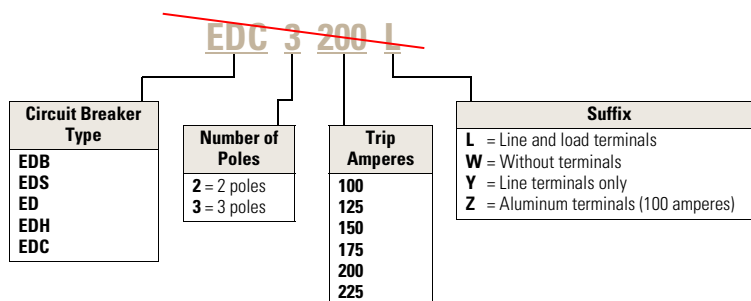 EDC 3 200 L
Circuit Breaker
Type
EDB
EDS
ED
EDH
EDC
Number of
Poles
2 = 2 poles
3 = 3 poles
Trip
Amperes
100
125
150
175
200
225
Suffix
L = Line and load terminals
W = Without terminals
Y = Line terminals only
Z = Aluminum terminals (100 amperes)